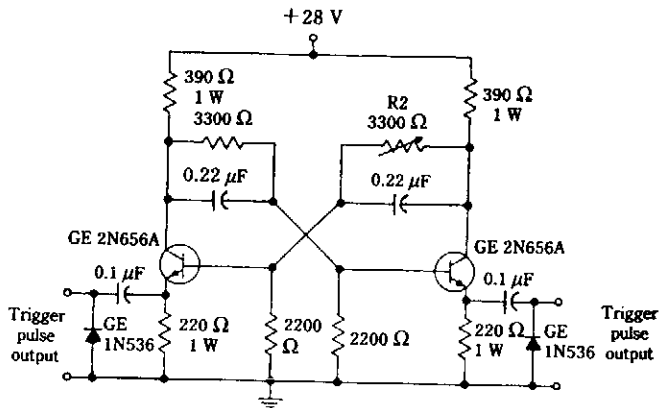 +28 V
390 Ω
1 W
3300 Ω
R2
3300 Ω
390 Ω
1 W
0.22 μF
0.22 μF
GE 2N656A
GE 2N656A
0.1 μF
0.1 μF
Trigger
pulse
output
GE
1N536
220 Ω
1 W
2200
Ω
2200 Ω
220 Ω
1 W
GE
1N536
Trigger
pulse
output